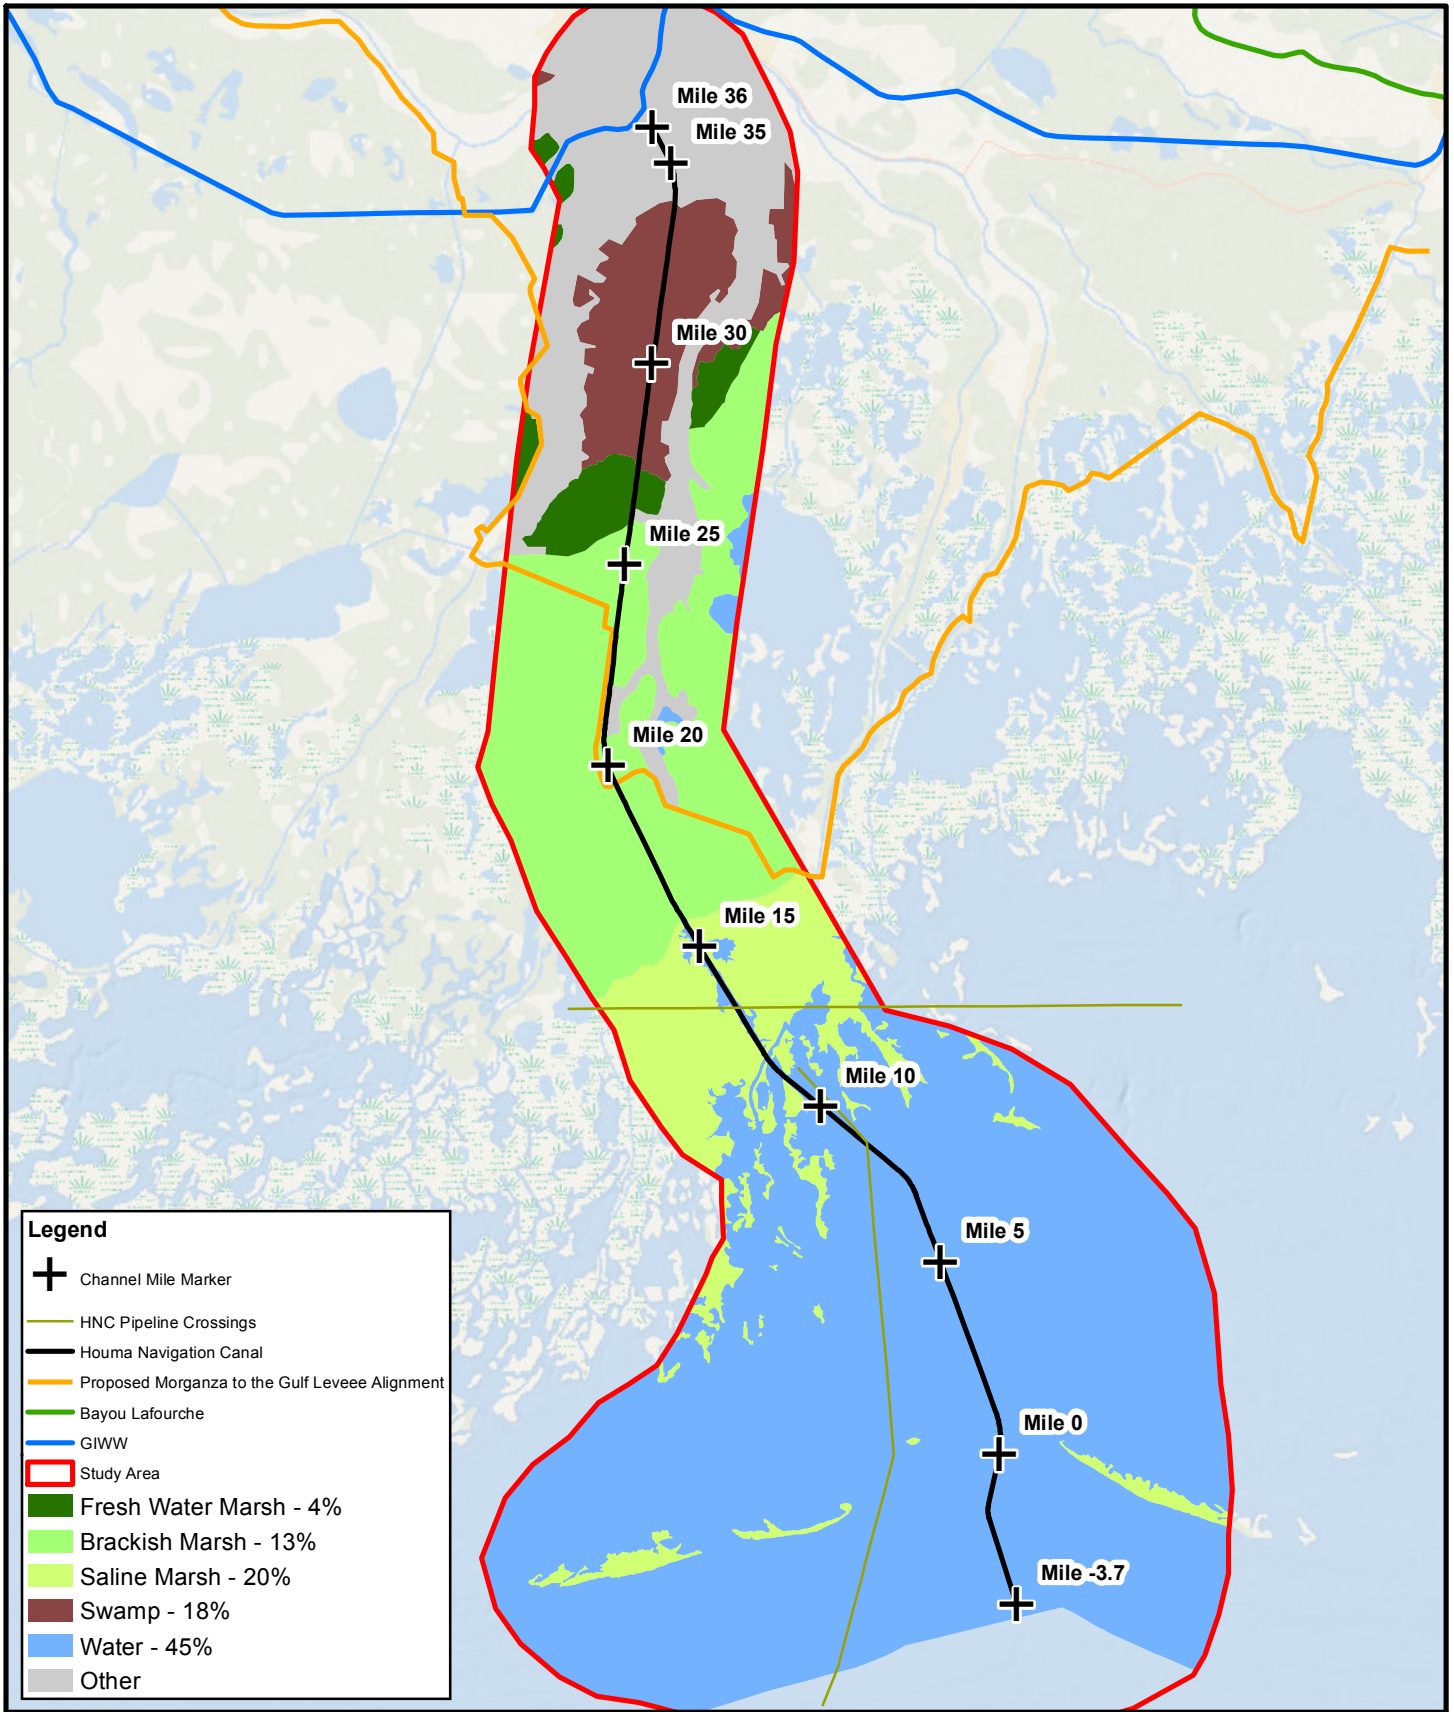 Mile 36
Mile 35
Mile 30
Mile 25
Mile 20
Mile 15
Mile 10
Mile 5
Mile 0
Mile -3.7
Legend
Channel Mile Marker
HNC Pipeline Crossings
Houma Navigation Canal
Proposed Morganza to the Gulf Leveee Alignment
Bayou Lafourche
GIWW
Study Area
Fresh Water Marsh - 4%
Brackish Marsh - 13%
Saline Marsh - 20%
Swamp - 18%
Water - 45%
Other